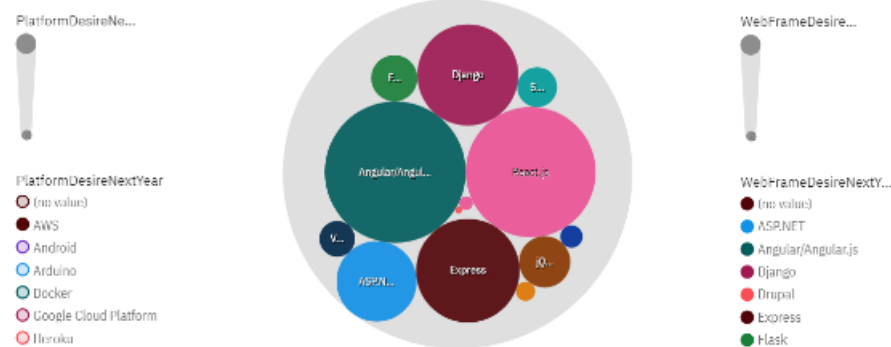 PlatformDesireNe...
WebFrameDesire...
Django
F...
S...
Angular/Angul...
React.js
V...
ASP.N...
Express
jQ...
PlatformDesireNextYear
(no value)
AWS
Android
Arduino
Docker
Google Cloud Platform
Heroku
WebFrameDesireNextY...
(no value)
ASP.NET
Angular/Angular.js
Django
Drupal
Express
Flask